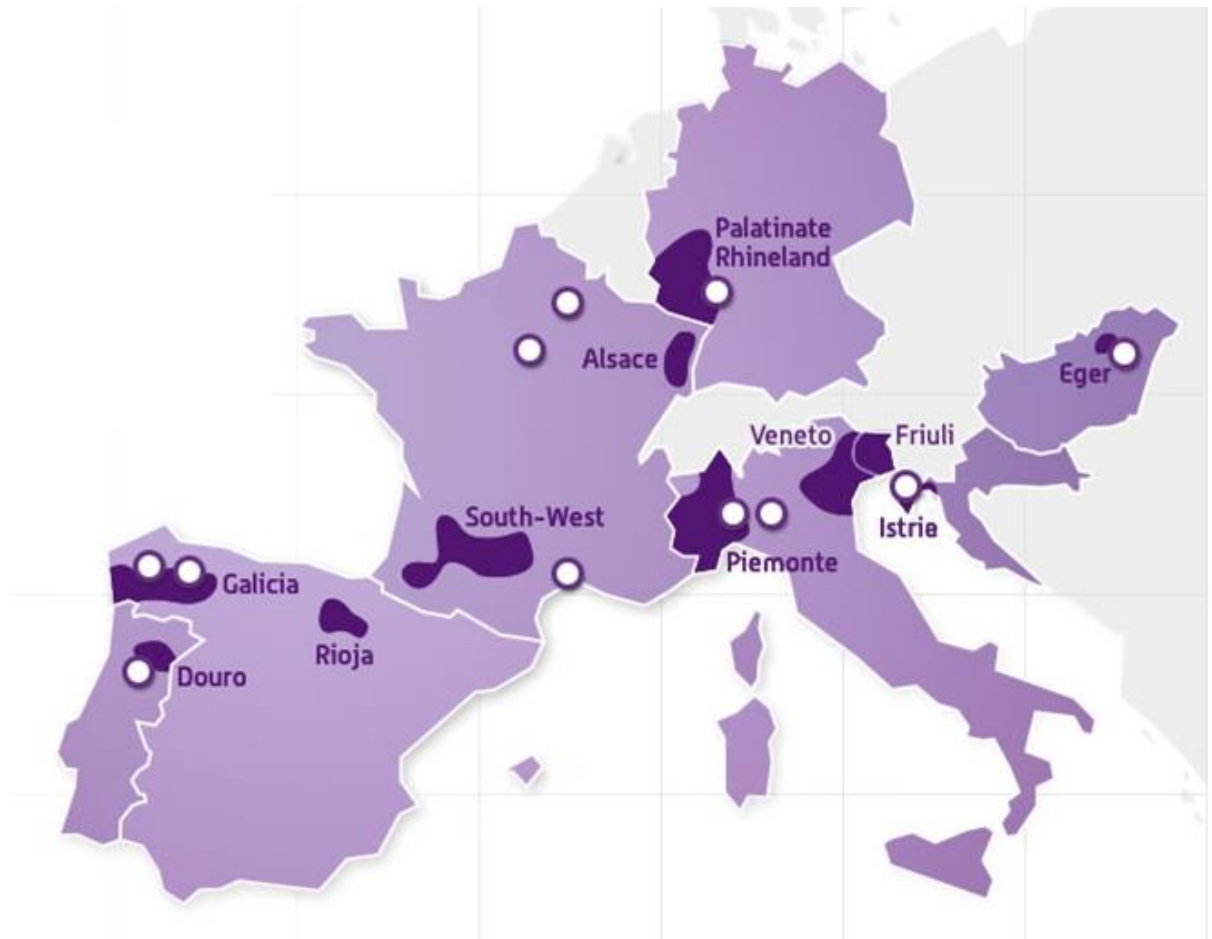 Palatinate
Rhineland
Alsace
Eger
Veneto
Friuli
South-West
Istrie
Piemonte
Galicia
Rioja
Douro